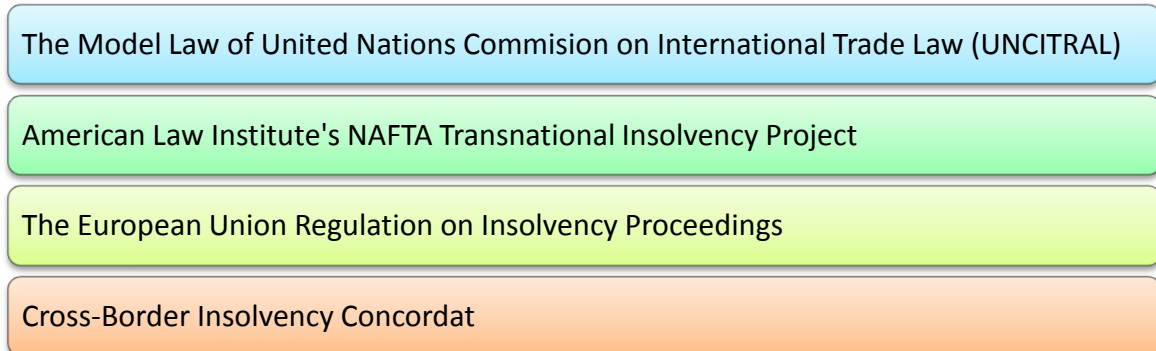 The Model Law of United Nations Commision on International Trade Law (UNCITRAL)
American Law Institute's NAFTA Transnational Insolvency Project
The European Union Regulation on Insolvency Proceedings
Cross-Border Insolvency Concordat